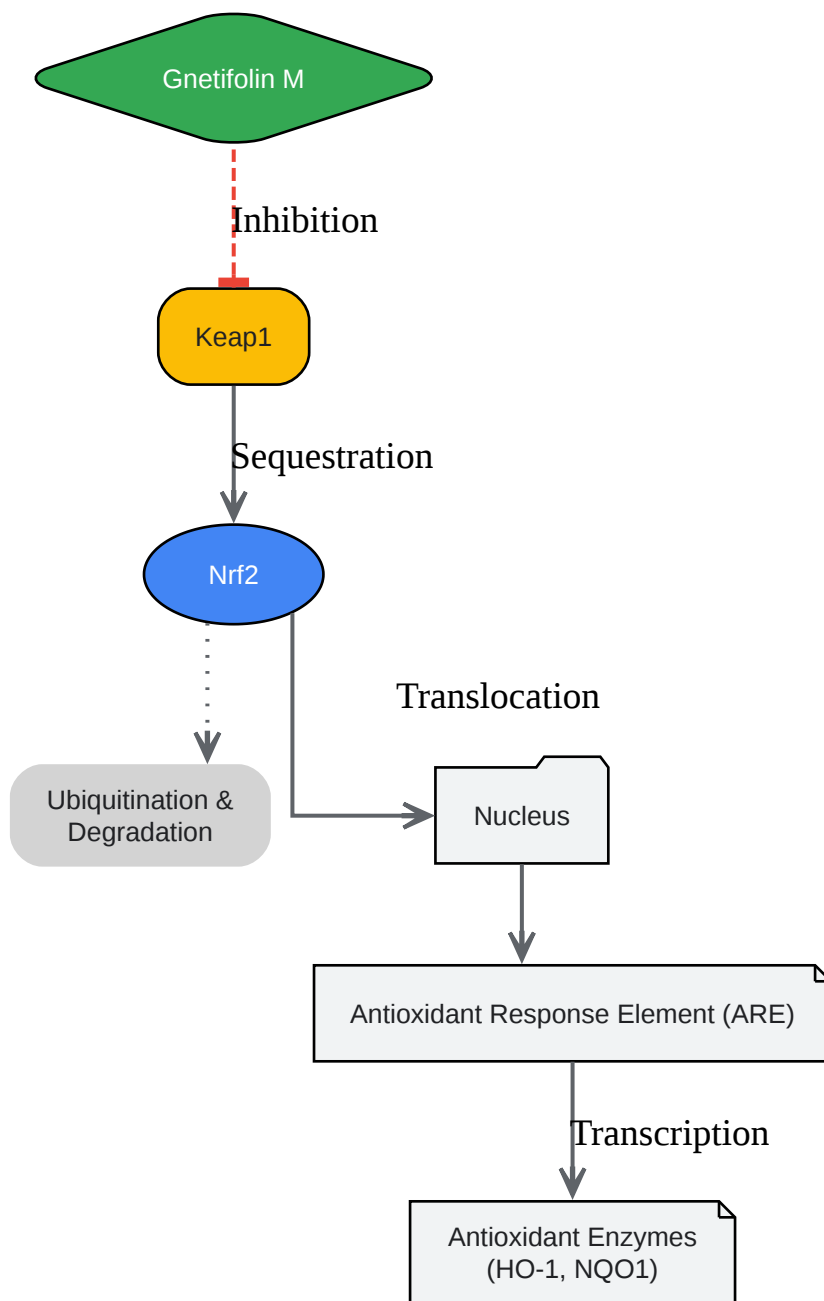 Gnetifolin M
Inhibition
Keap1
Sequestration
Nrf2
Translocation
Ubiquitination &
Degradation
Nucleus
Antioxidant Response Element (ARE)
Transcription
Antioxidant Enzymes
(HO-1, NQO1)